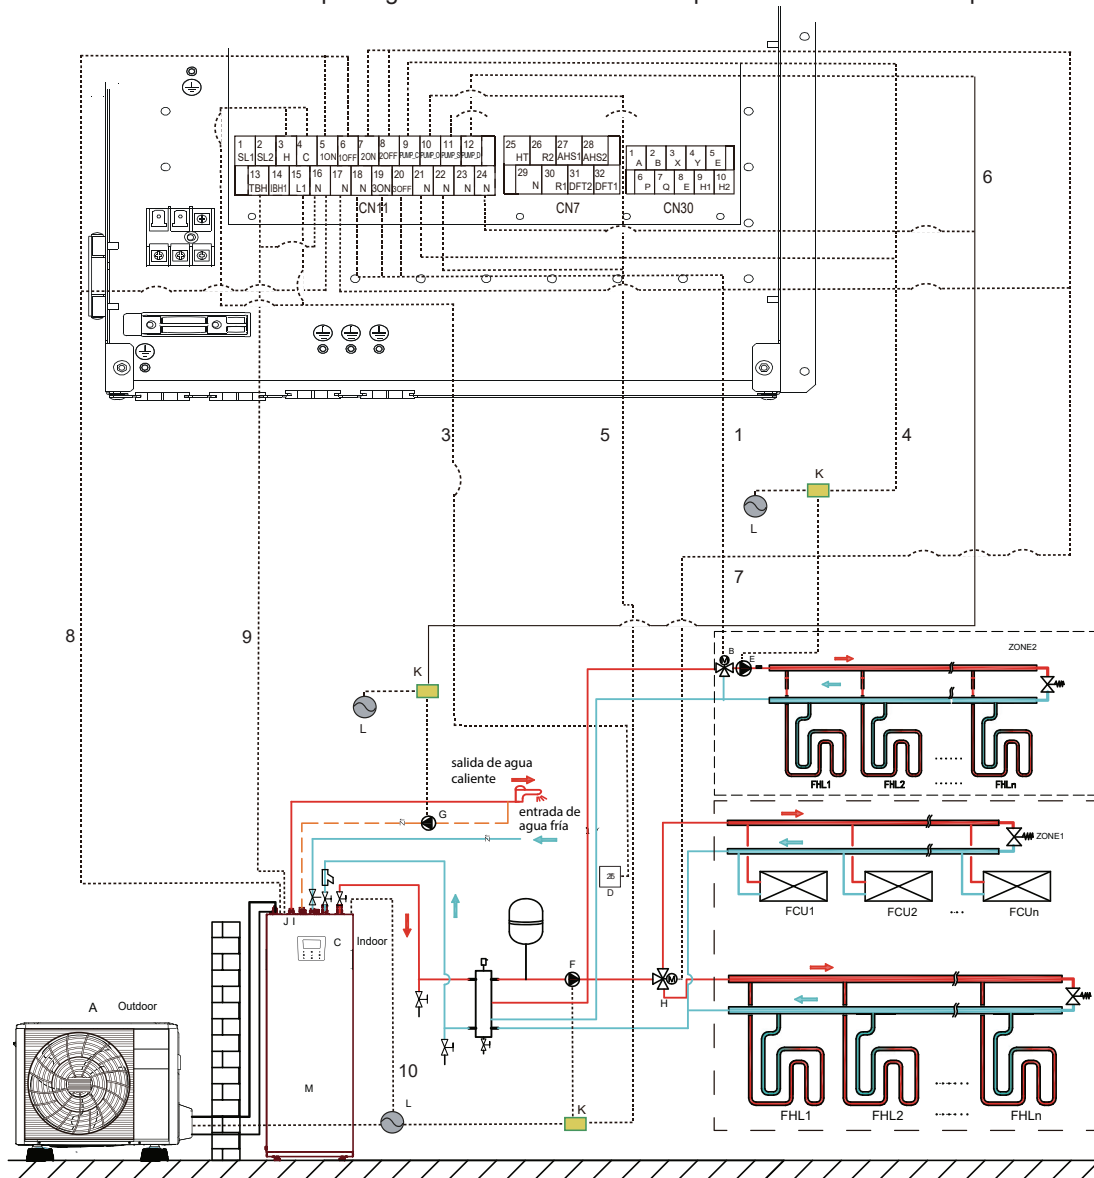 1 2 3 4 5 6 7 8 9 10 11 12
SL1 SL2 H C 1ON 1OFF 2ON 2OFF PUMP_C PUMP_O PUMP_S PUMP_D
13 14 15 16 17 18 19 20 21 22 23 24
TBH IBH1 L1 N N N 3ON 3OFF N N N N
CN11
25 26 27 28
HT R2 AHS1 AHS2
29 30 31 32
N R1 DFT2 DFT1
CN7
1 2 3 4 5
A B X Y E
6 7 8 9 10
P Q E H1 H2
CN30
6
3
5
1
4
K
L
7
8
9
B
E
ZONE2
K
L
FHL1
FHL2
FHLn
salida de agua
caliente
G
entrada de
agua fría
ZONE1
D
FCU1
FCU2
FCUn
J I
C
Indoor
F
M
H
A
Outdoor
M
10
L
K
FHL1
FHL2
FHLn